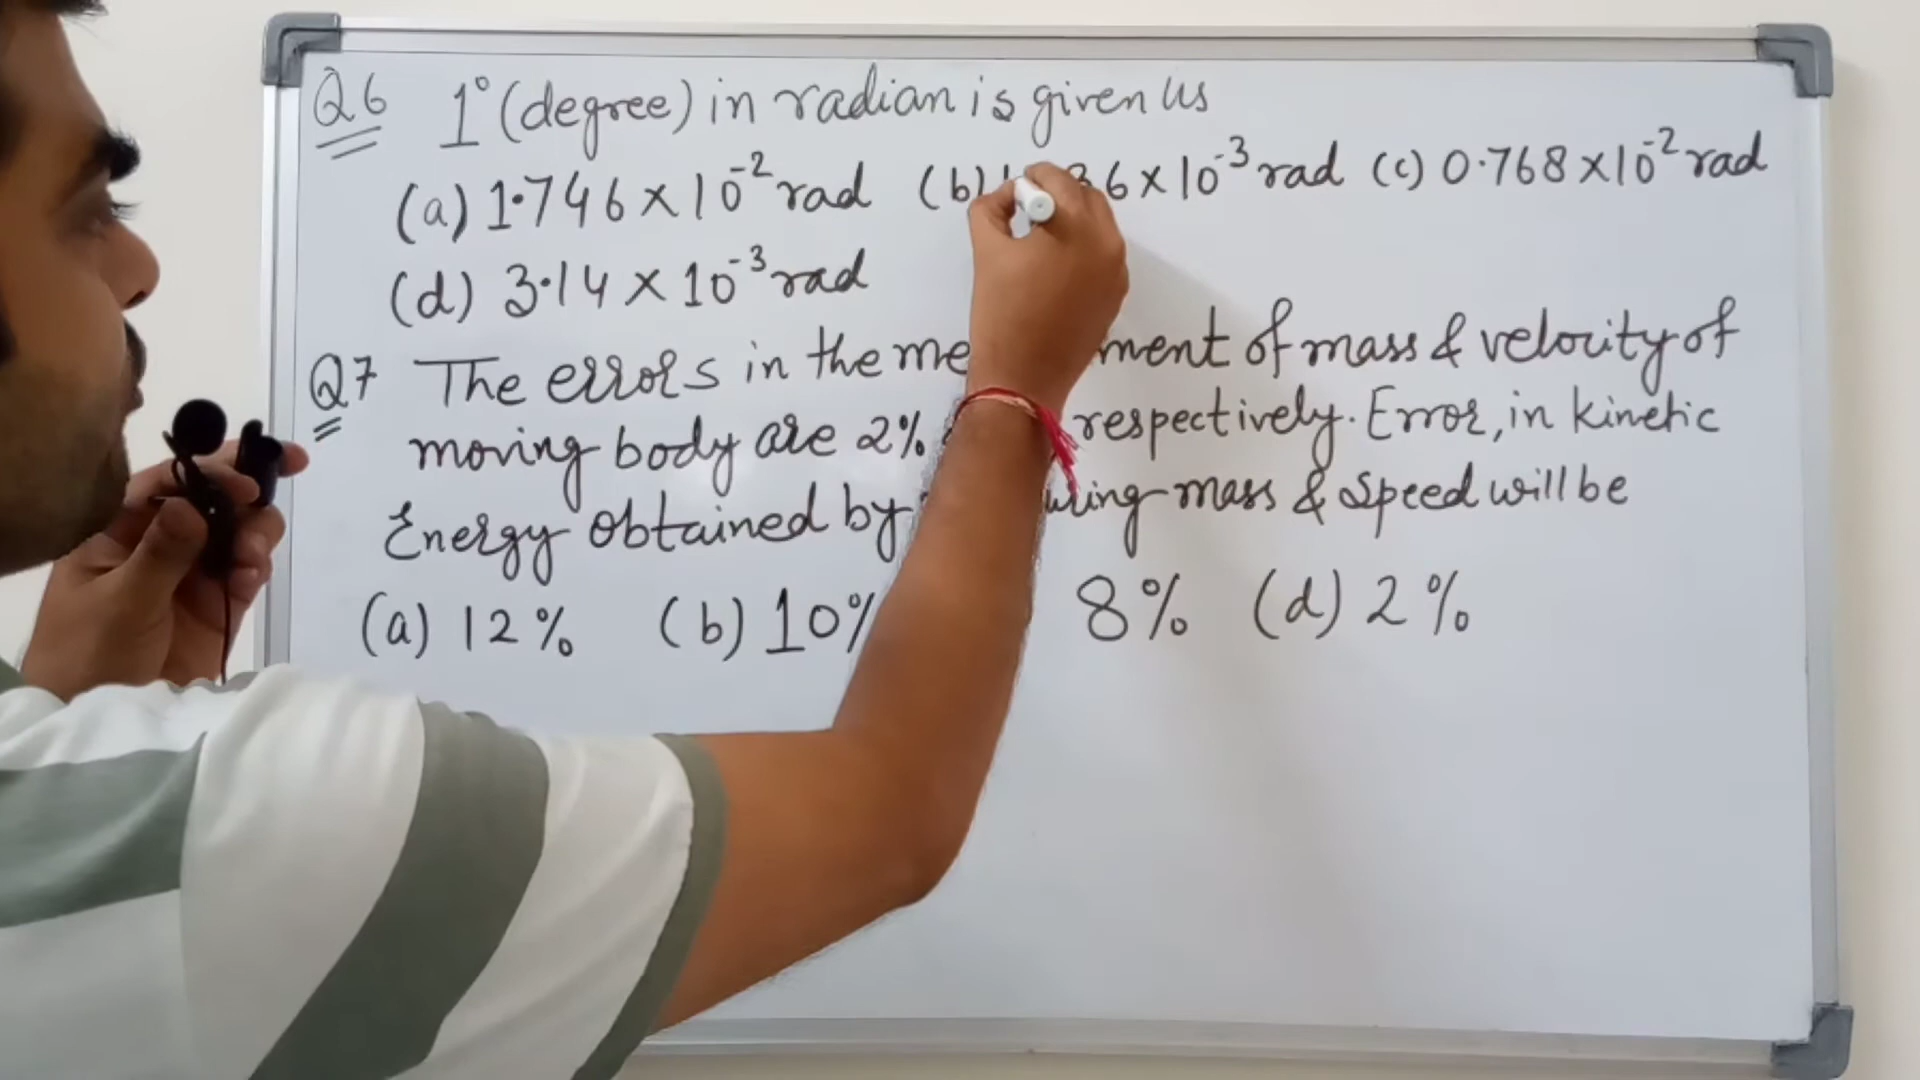 Q6 1° (degree) in radian is given us
(a) 1.746 × 10⁻² rad (b) 6 × 10⁻³ rad (c) 0.768 × 10⁻² rad
(d) 3.14 × 10⁻³ rad
Q7 The errors in the ment of mass & velocity of
moving body are 2% respectively. Error, in kinetic
Energy obtained by mass & speed will be
(a) 12% (b) 10% 8% (d) 2%